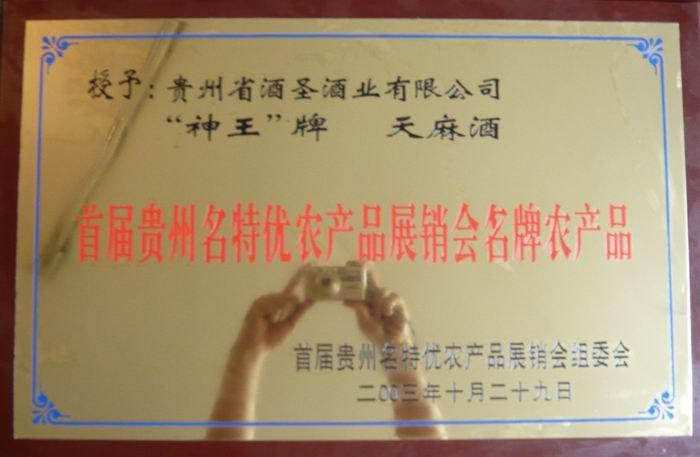 授予：贵州省酒圣酒业有限公司
“神王”牌 天麻酒
首届贵州名特优农产品展销会名牌农产品
首届贵州名特优农产品展销会组委会
二00三年十月二十九日